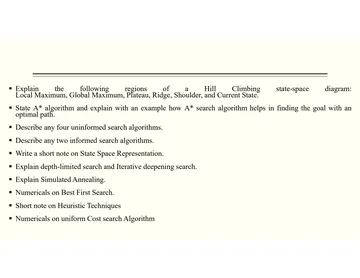 ▪ Explain the following regions of a Hill Climbing state-space diagram:
Local Maximum, Global Maximum, Plateau, Ridge, Shoulder, and Current State.
▪ State A* algorithm and explain with an example how A* search algorithm helps in finding the goal with an
optimal path.
▪ Describe any four uninformed search algorithms.
▪ Describe any two informed search algorithms.
▪ Write a short note on State Space Representation.
▪ Explain depth-limited search and Iterative deepening search.
▪ Explain Simulated Annealing.
▪ Numericals on Best First Search.
▪ Short note on Heuristic Techniques
▪ Numericals on uniform Cost search Algorithm